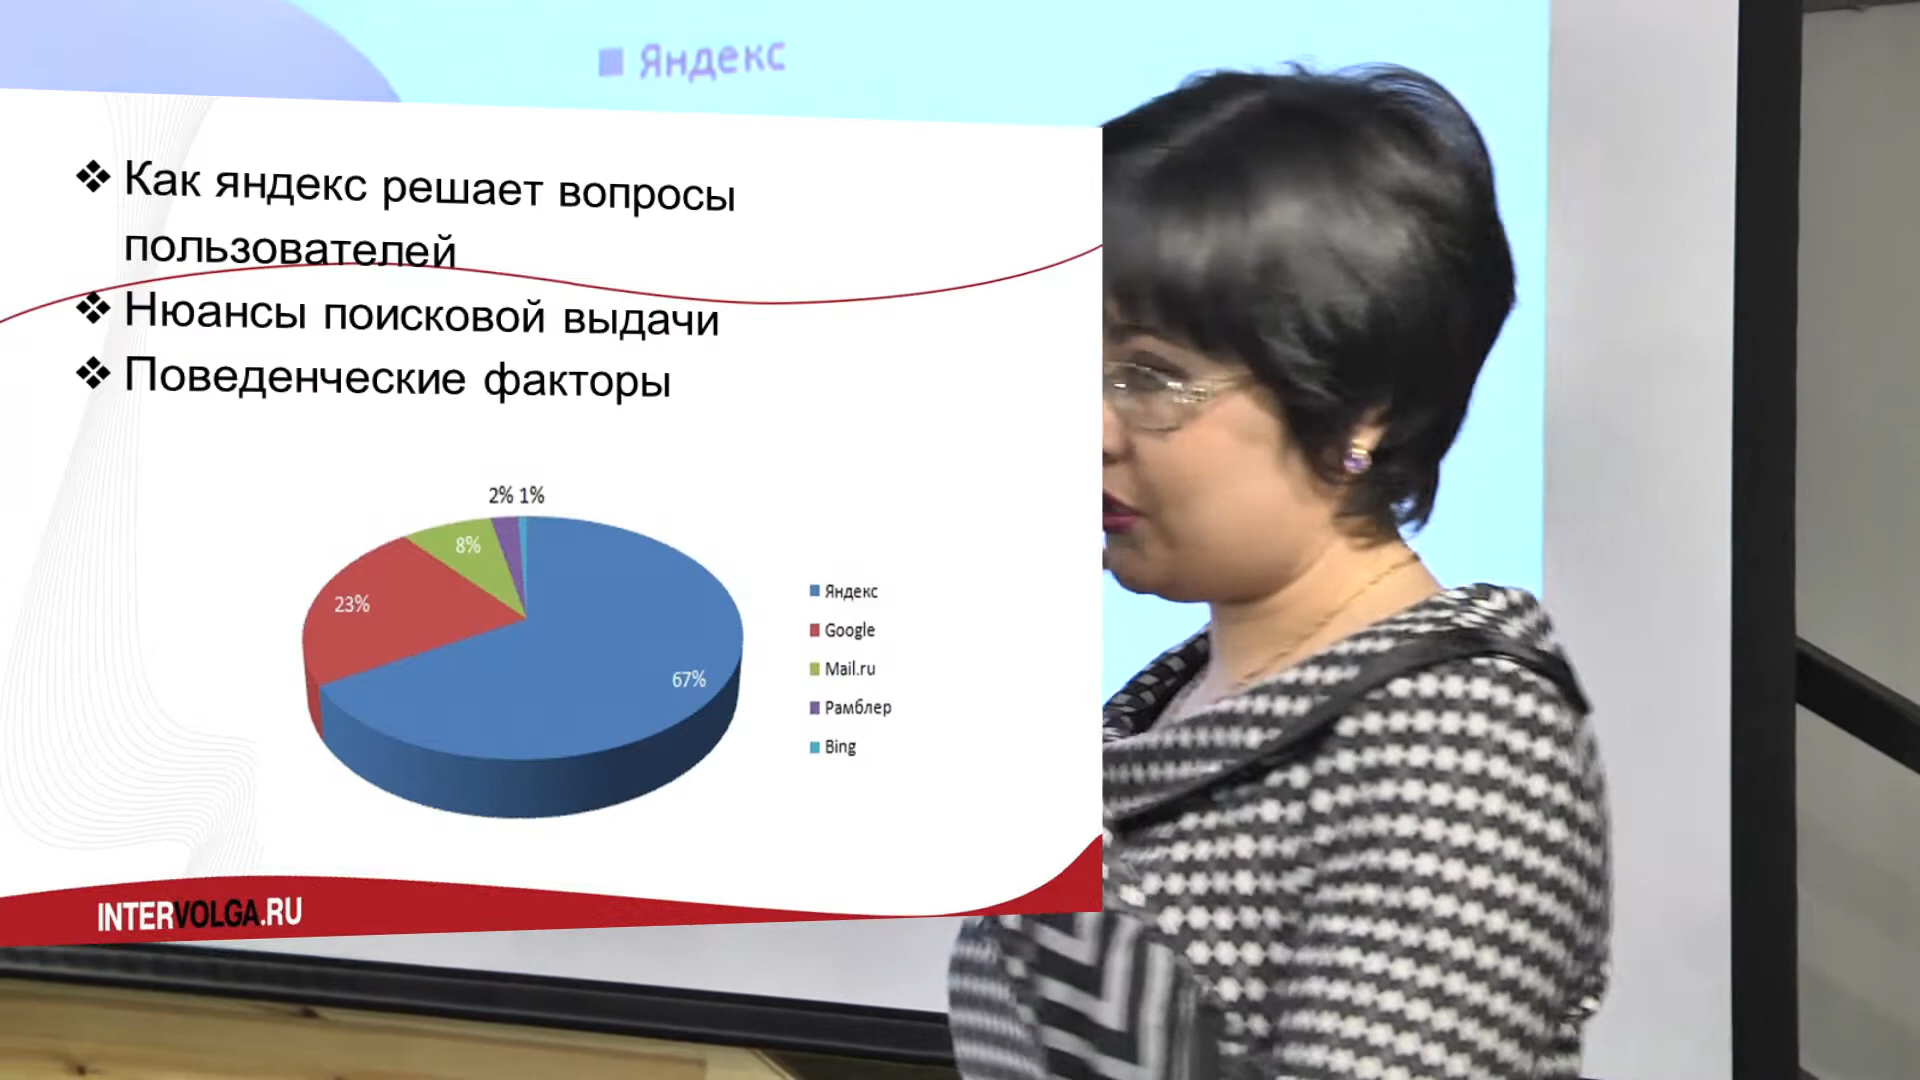 Яндекс
❖ Как яндекс решает вопросы
пользователей
❖ Нюансы поисковой выдачи
❖ Поведенческие факторы
2% 1%
8%
23%
67%
Яндекс
Google
Mail.ru
Рамблер
Bing
INTERVOLGA.RU